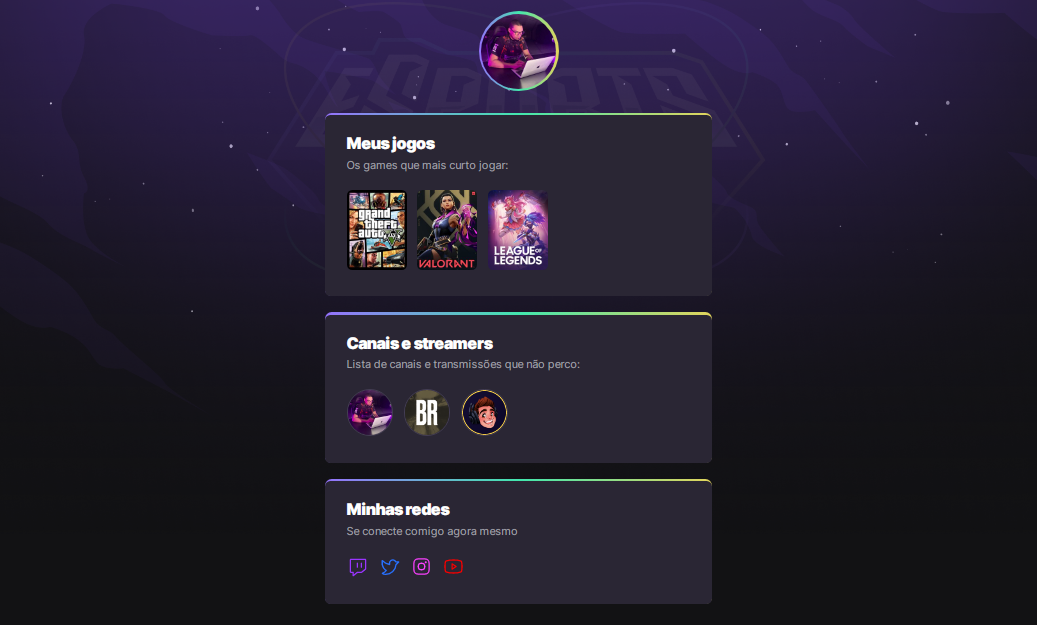 ESPORTS
Meus jogos
Os games que mais curto jogar:
grand
theft
auto
V
VALORANT
LEAGUE OF
LEGENDS
Canais e streamers
Lista de canais e transmissões que não perco:
BR
Minhas redes
Se conecte comigo agora mesmo